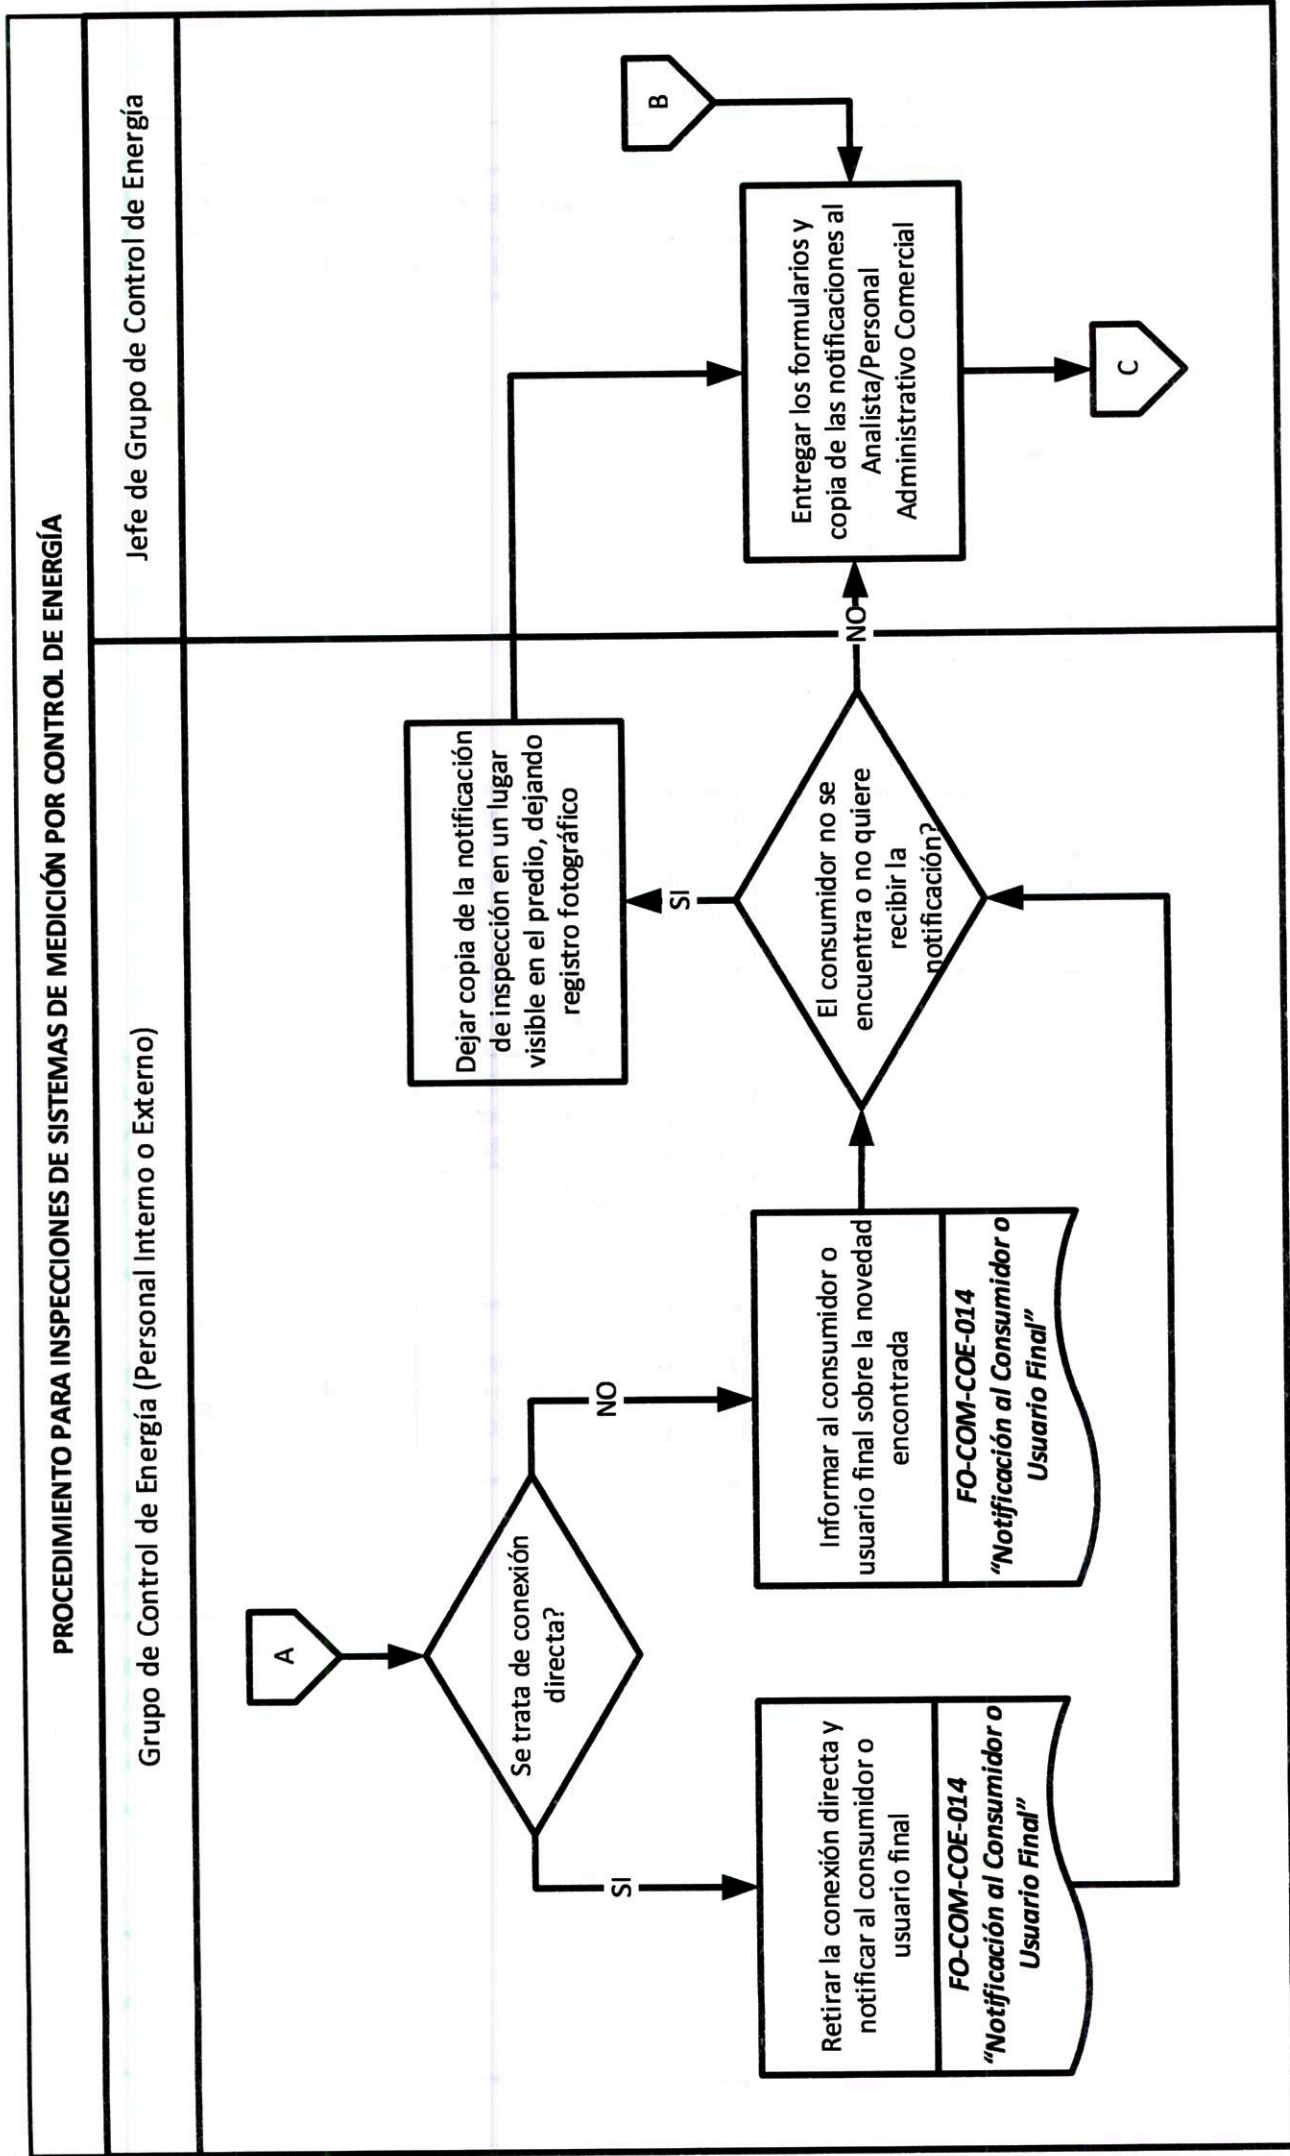 PROCEDIMIENTO PARA INSPECCIONES DE SISTEMAS DE MEDICIÓN POR CONTROL DE ENERGÍA
Grupo de Control de Energía (Personal Interno o Externo)
Jefe de Grupo de Control de Energía
A
Se trata de conexión
directa?
SI
NO
Retirar la conexión directa y
notificar al consumidor o
usuario final
FO-COM-COE-014
“Notificación al Consumidor o
Usuario Final”
Informar al consumidor o
usuario final sobre la novedad
encontrada
FO-COM-COE-014
“Notificación al Consumidor o
Usuario Final”
El consumidor no se
encuentra o no quiere
recibir la
notificación?
SI
NO
Dejar copia de la notificación
de inspección en un lugar
visible en el predio, dejando
registro fotográfico
B
Entregar los formularios y
copia de las notificaciones al
Analista/Personal
Administrativo Comercial
C